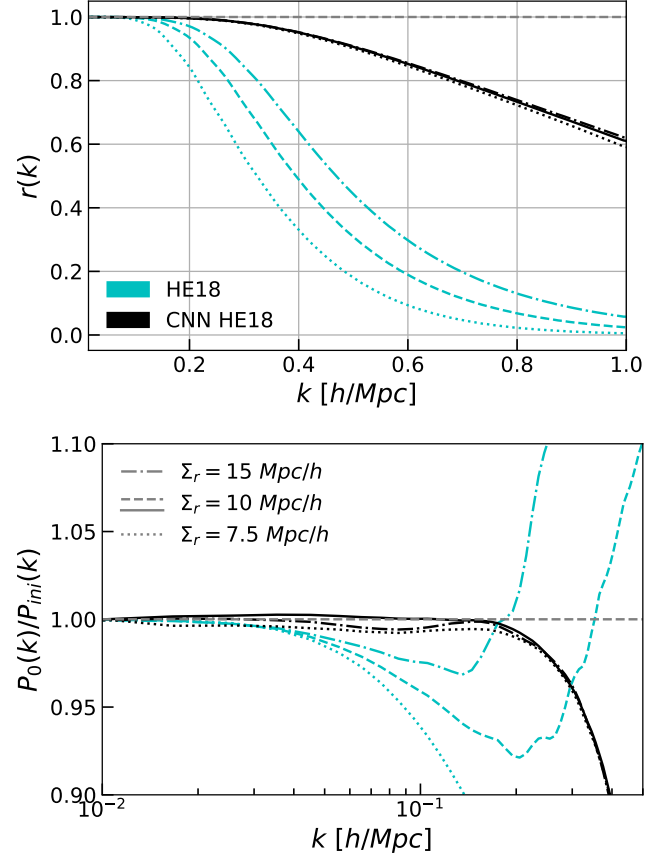 1.0
0.8
0.6
0.4
0.2
0.0
r(k)
HE18
CNN HE18
0.2 0.4 0.6 0.8 1.0
k [h/Mpc]
1.10
1.05
1.00
0.95
0.90
P₀(k)/Pᵢₙᵢ(k)
Σᵣ = 15 Mpc/h
Σᵣ = 10 Mpc/h
Σᵣ = 7.5 Mpc/h
10⁻² 10⁻¹
k [h/Mpc]